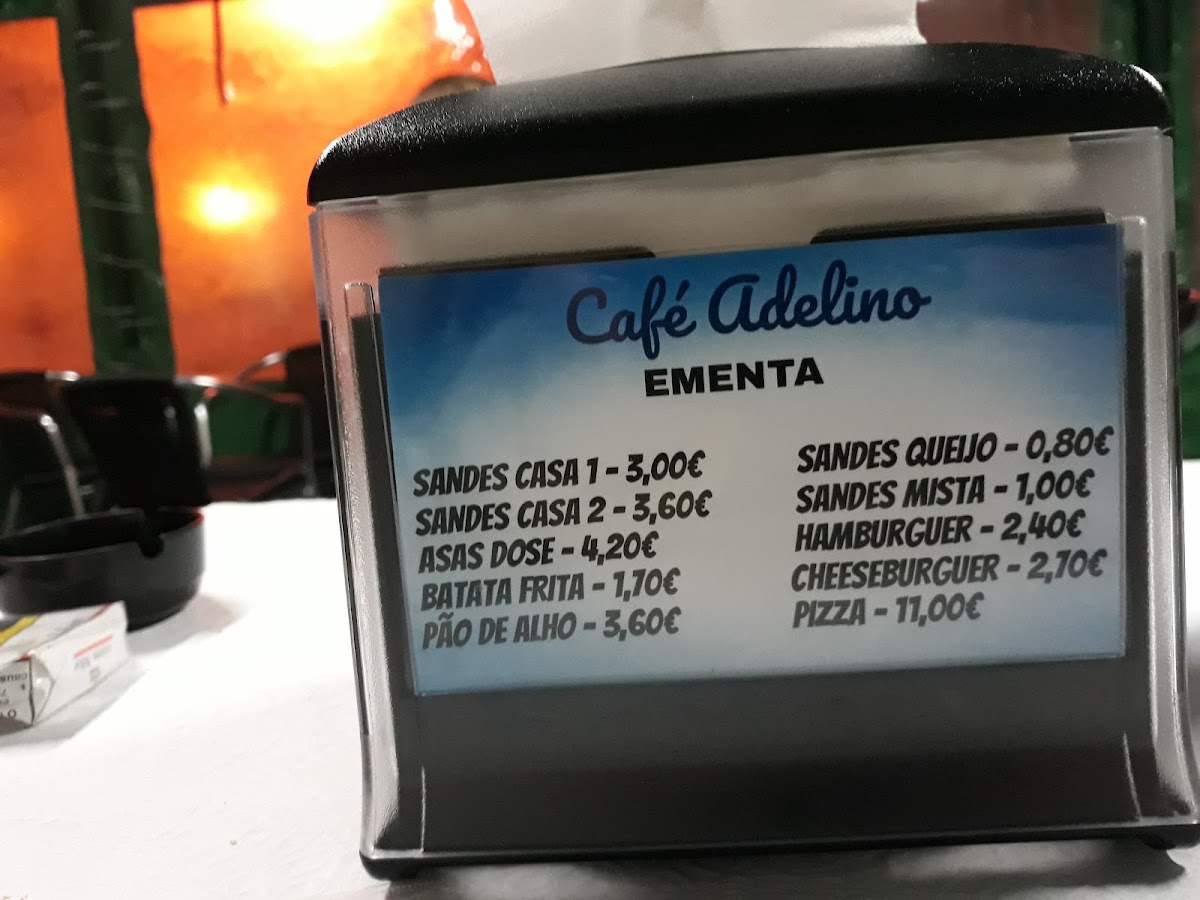 Café Adelino
EMENTA
SANDES CASA 1 - 3,00€
SANDES CASA 2 - 3,60€
ASAS DOSE - 4,20€
BATATA FRITA - 1,70€
PÃO DE ALHO - 3,60€
SANDES QUEIJO - 0,80€
SANDES MISTA - 1,00€
HAMBURGUER - 2,40€
CHEESEBURGUER - 2,70€
PIZZA - 11,00€